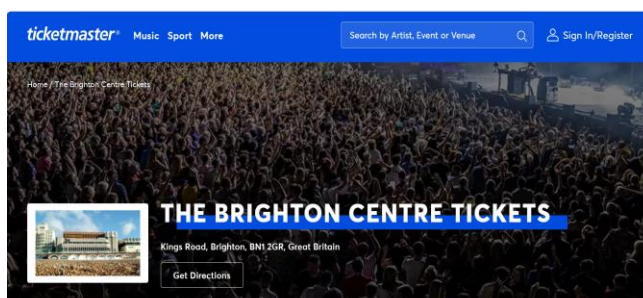 ticketmaster® Music Sport More Search by Artist, Event or Venue Sign In/Register
Home / The Brighton Centre Tickets
THE BRIGHTON CENTRE TICKETS
Kings Road, Brighton, BN1 2GR, Great Britain
Get Directions